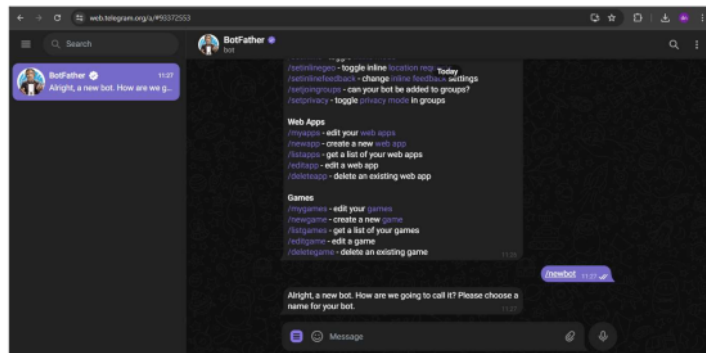 web.telegram.org/a/#93372553
Search
BotFather
bot
BotFather
11:27
Alright, a new bot. How are we g...
/setinlinegeo - toggle inline location
Today
/setinlinefeedback - change inline feedback settings
/setjoingroups - can your bot be added to groups?
/setprivacy - toggle privacy mode in groups
Web Apps
/myapps - edit your web apps
/newapp - create a new web app
/listapps - get a list of your web apps
/editapp - edit a web app
/deleteapp - delete an existing web app
Games
/mygames - edit your games
/newgame - create a new game
/listgames - get a list of your games
/editgame - edit a game
/deletegame - delete an existing game
/newbot 11:27
Alright, a new bot. How are we going to call it? Please choose a
name for your bot.
11:27
Message